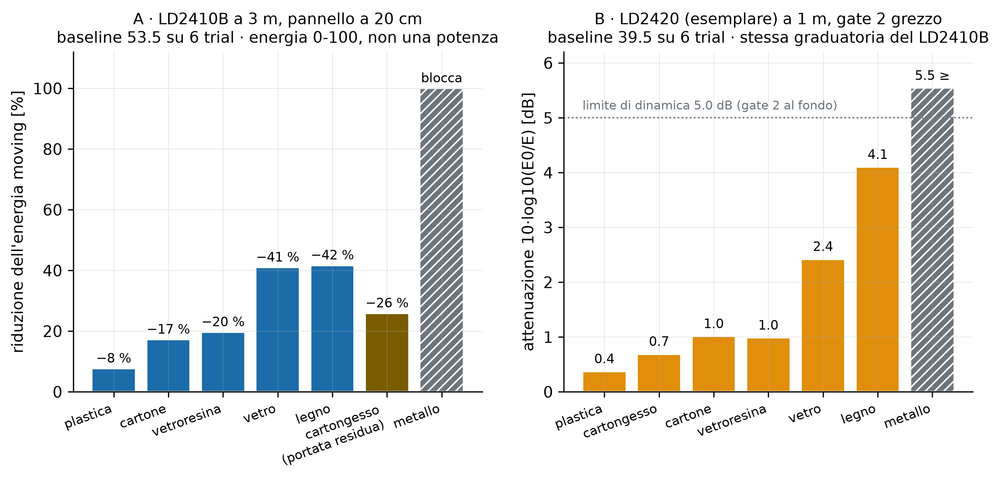 A · LD2410B a 3 m, pannello a 20 cm
baseline 53.5 su 6 trial · energia 0-100, non una potenza
riduzione dell'energia moving [%]
100
80
60
40
20
0
−8 %
−17 %
−20 %
−41 %
−42 %
−26 %
blocca
plastica
cartone
vetroresina
vetro
legno
cartongesso
(portata residua)
metallo
B · LD2420 (esemplare) a 1 m, gate 2 grezzo
baseline 39.5 su 6 trial · stessa graduatoria del LD2410B
attenuazione 10·log10(E0/E) [dB]
6
5
4
3
2
1
0
limite di dinamica 5.0 dB (gate 2 al fondo)
0.4
0.7
1.0
1.0
2.4
4.1
5.5 ≥
plastica
cartongesso
cartone
vetroresina
vetro
legno
metallo